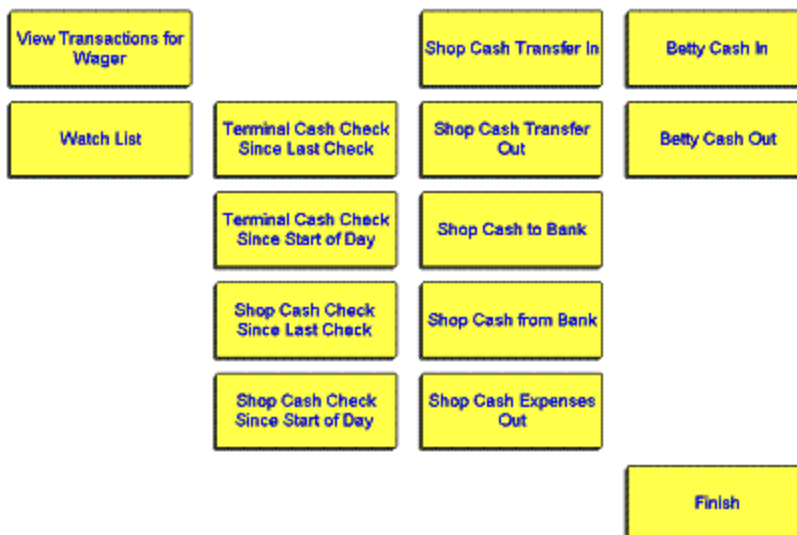 View Transactions for
Wager
Shop Cash Transfer In
Betty Cash In
Watch List
Terminal Cash Check
Since Last Check
Shop Cash Transfer
Out
Betty Cash Out
Terminal Cash Check
Since Start of Day
Shop Cash to Bank
Shop Cash Check
Since Last Check
Shop Cash from Bank
Shop Cash Check
Since Start of Day
Shop Cash Expenses
Out
Finish